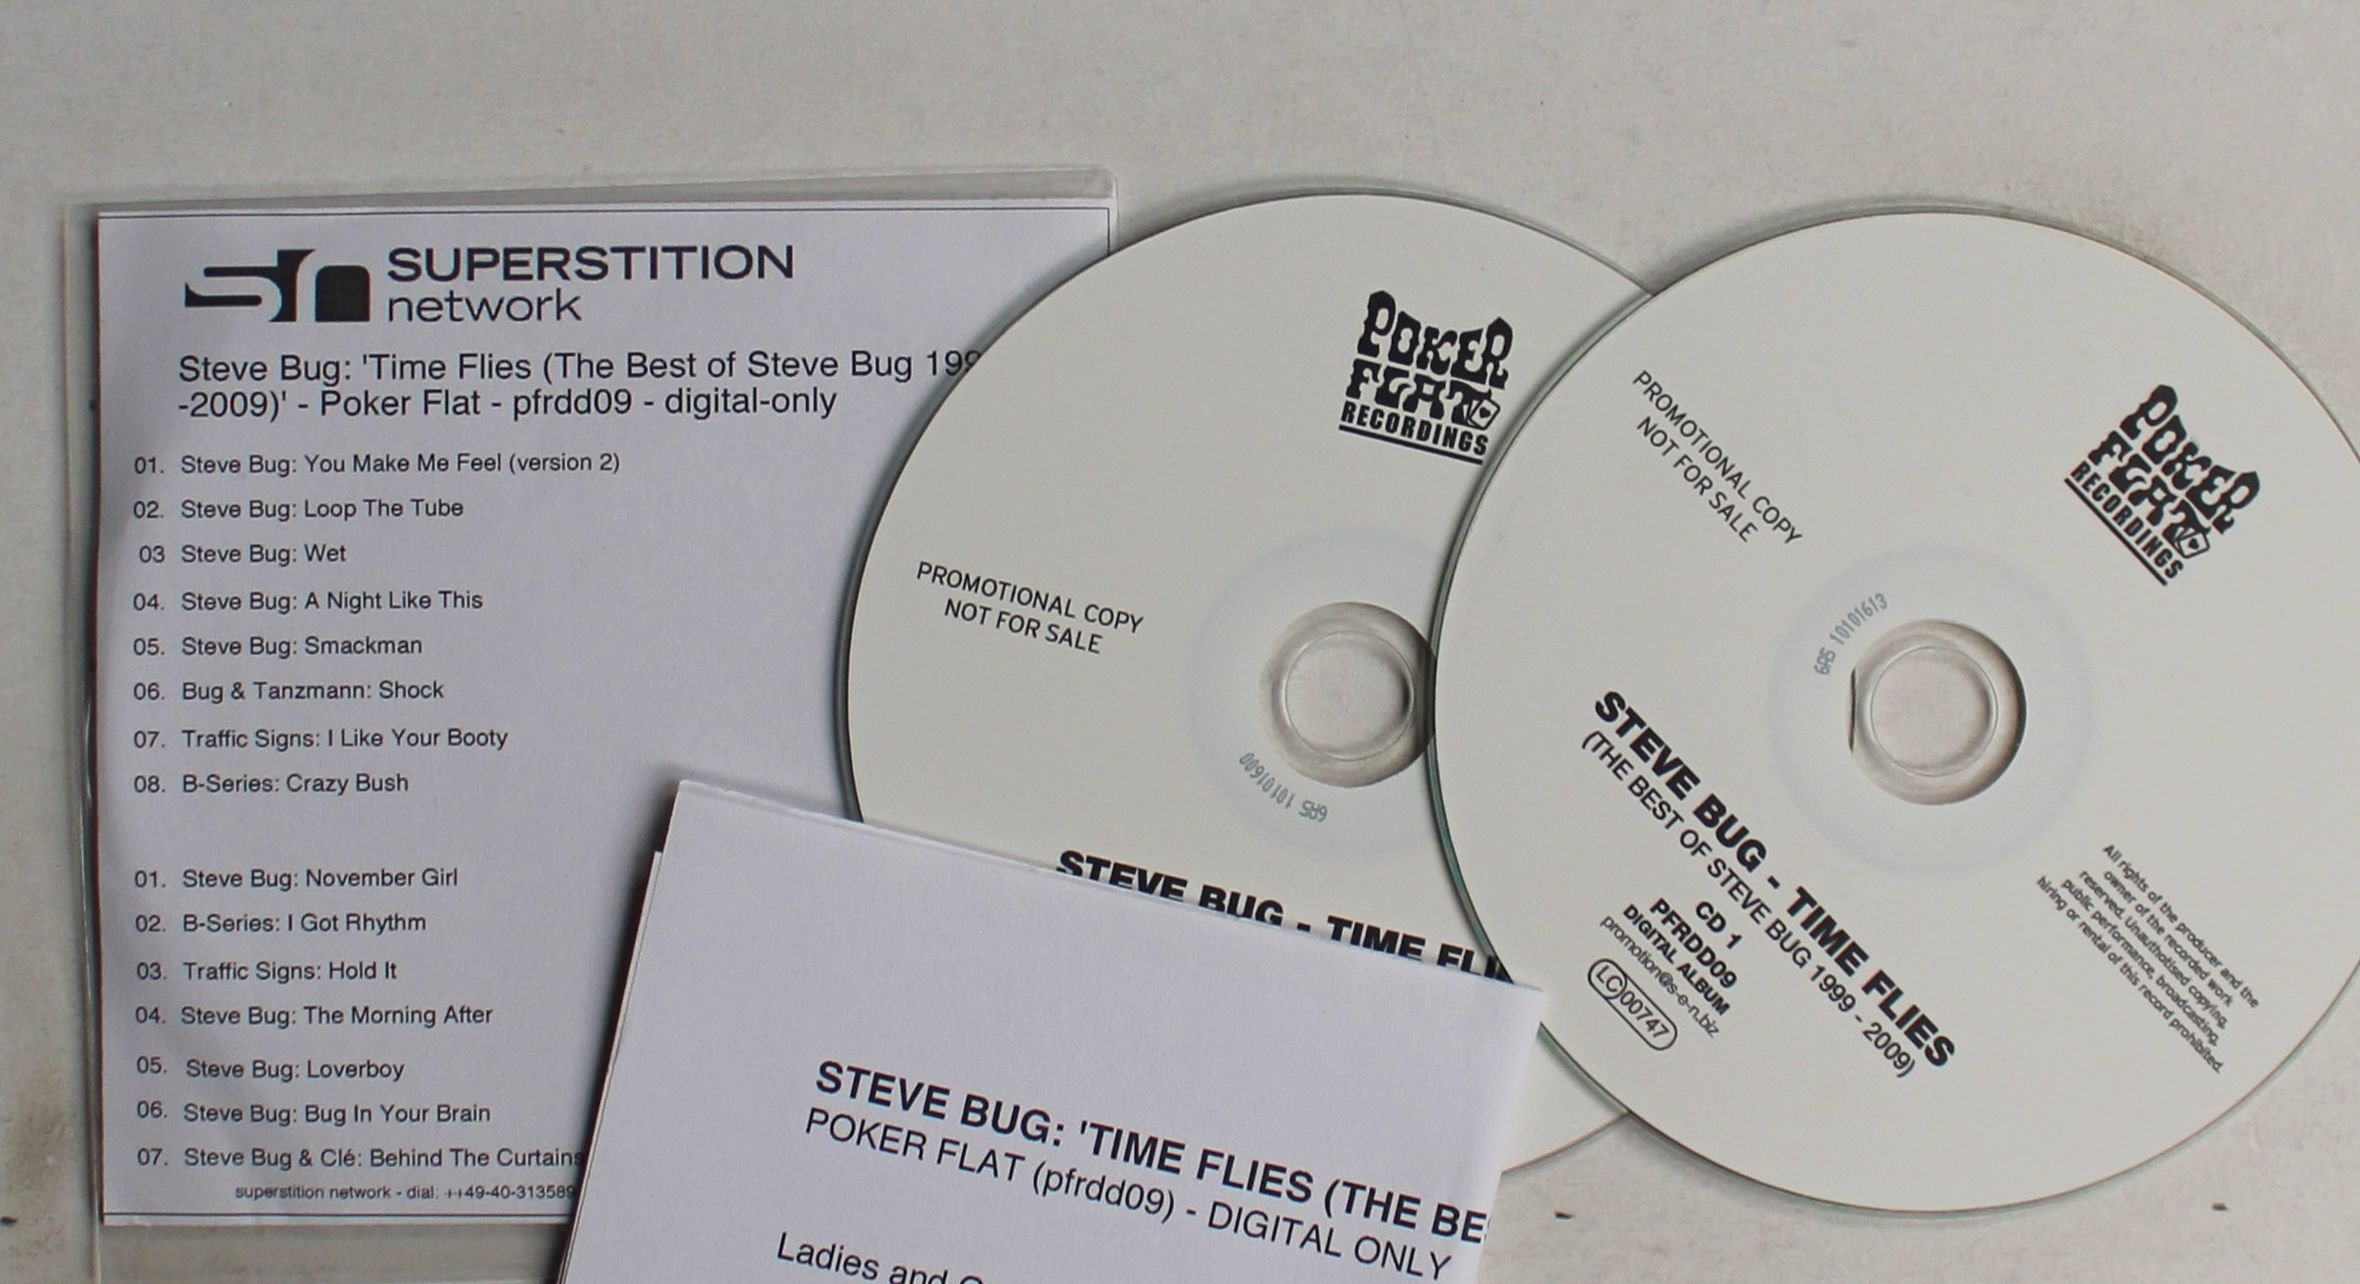 SUPERSTITION
network
Steve Bug: 'Time Flies (The Best of Steve Bug 199
-2009)' - Poker Flat - pfrdd09 - digital-only
01. Steve Bug: You Make Me Feel (version 2)
02. Steve Bug: Loop The Tube
03 Steve Bug: Wet
04. Steve Bug: A Night Like This
05. Steve Bug: Smackman
06. Bug & Tanzmann: Shock
07. Traffic Signs: I Like Your Booty
08. B-Series: Crazy Bush
01. Steve Bug: November Girl
02. B-Series: I Got Rhythm
03. Traffic Signs: Hold It
04. Steve Bug: The Morning After
05. Steve Bug: Loverboy
06. Steve Bug: Bug In Your Brain
07. Steve Bug & Clé: Behind The Curtains
superstition network - dial: ++49-40-313589
POKER
FLAT
RECORDINGS
PROMOTIONAL COPY
NOT FOR SALE
6AS 10101600
STEVE BUG - TIME FLI
POKER
FLAT
RECORDINGS
PROMOTIONAL COPY
NOT FOR SALE
6AS 10101613
STEVE BUG - TIME FLIES
(THE BEST OF STEVE BUG 1999 - 2009)
CD 1
PFRDD09
DIGITAL ALBUM
promotion@s-e-n.biz
LC 00747
All rights of the producer and the
owner of the recorded work
reserved. Unauthorised copying,
public performance, broadcasting,
hiring or rental of this record prohibited.
STEVE BUG: 'TIME FLIES (THE BE
POKER FLAT (pfrdd09) - DIGITAL ONLY
Ladies and